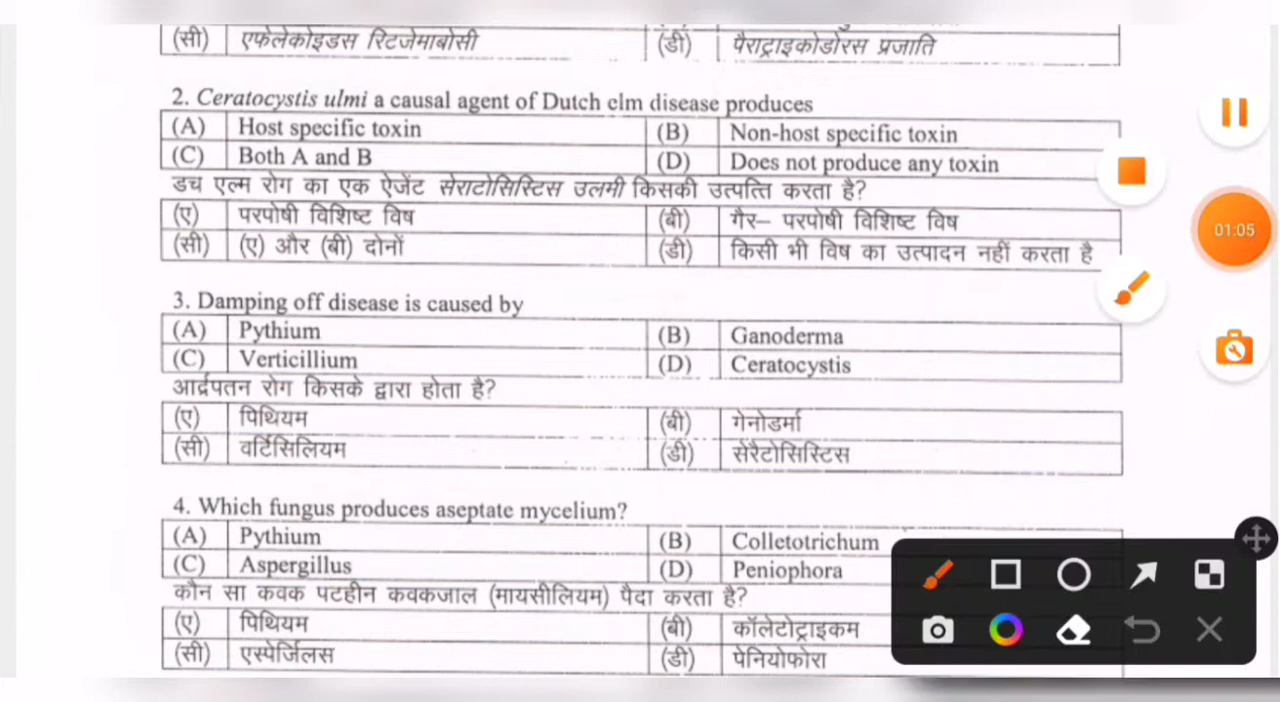 (सी) एफेलेकोइडस रिटजेमाबोसी (डी) पैराट्राइकोडोरस प्रजाति
2. Ceratocystis ulmi a causal agent of Dutch elm disease produces
(A) Host specific toxin (B) Non-host specific toxin
(C) Both A and B (D) Does not produce any toxin
डच एल्म रोग का एक ऐजेंट सेराटोसिस्टिस उलमी किसकी उत्पत्ति करता है?
(ए) परपोषी विशिष्ट विष (बी) गैर– परपोषी विशिष्ट विष
(सी) (ए) और (बी) दोनों (डी) किसी भी विष का उत्पादन नहीं करता है
01:05
3. Damping off disease is caused by
(A) Pythium (B) Ganoderma
(C) Verticillium (D) Ceratocystis
आर्द्रपतन रोग किसके द्वारा होता है?
(ए) पिथियम (बी) गेनोडर्मा
(सी) वर्टिसिलियम (डी) सेरैटोसिस्टिस
4. Which fungus produces aseptate mycelium?
(A) Pythium (B) Colletotrichum
(C) Aspergillus (D) Peniophora
कौन सा कवक पटहीन कवकजाल (मायसीलियम) पैदा करता है?
(ए) पिथियम (बी) कॉलेटोट्राइकम
(सी) एस्पेर्जिलस (डी) पेनियोफोरा